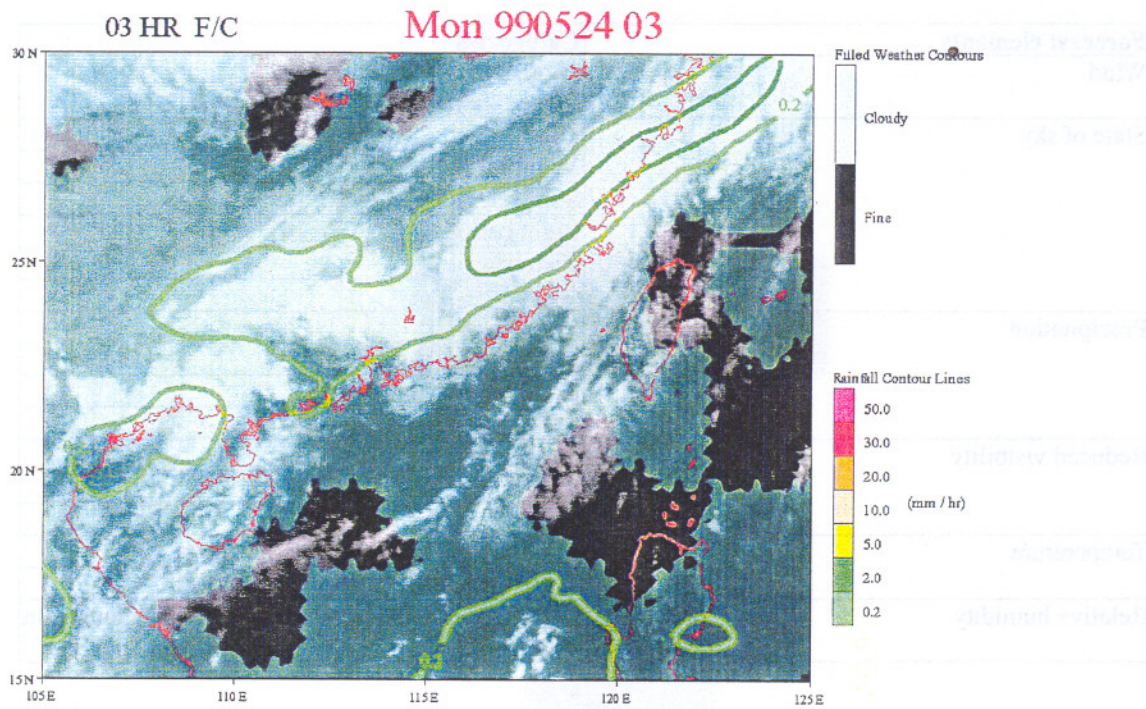 03 HR F/C
Mon 990524 03
30 N
25 N
20 N
15 N
105 E
110 E
115 E
120 E
125 E
0.2
Filled Weather Contours
Cloudy
Fine
Rainfall Contour Lines
50.0
30.0
20.0
10.0
(mm / hr)
5.0
2.0
0.2
Forecast elements
Wind
State of sky
Precipitation
Reduced visibility
Temperature
Relative humidity